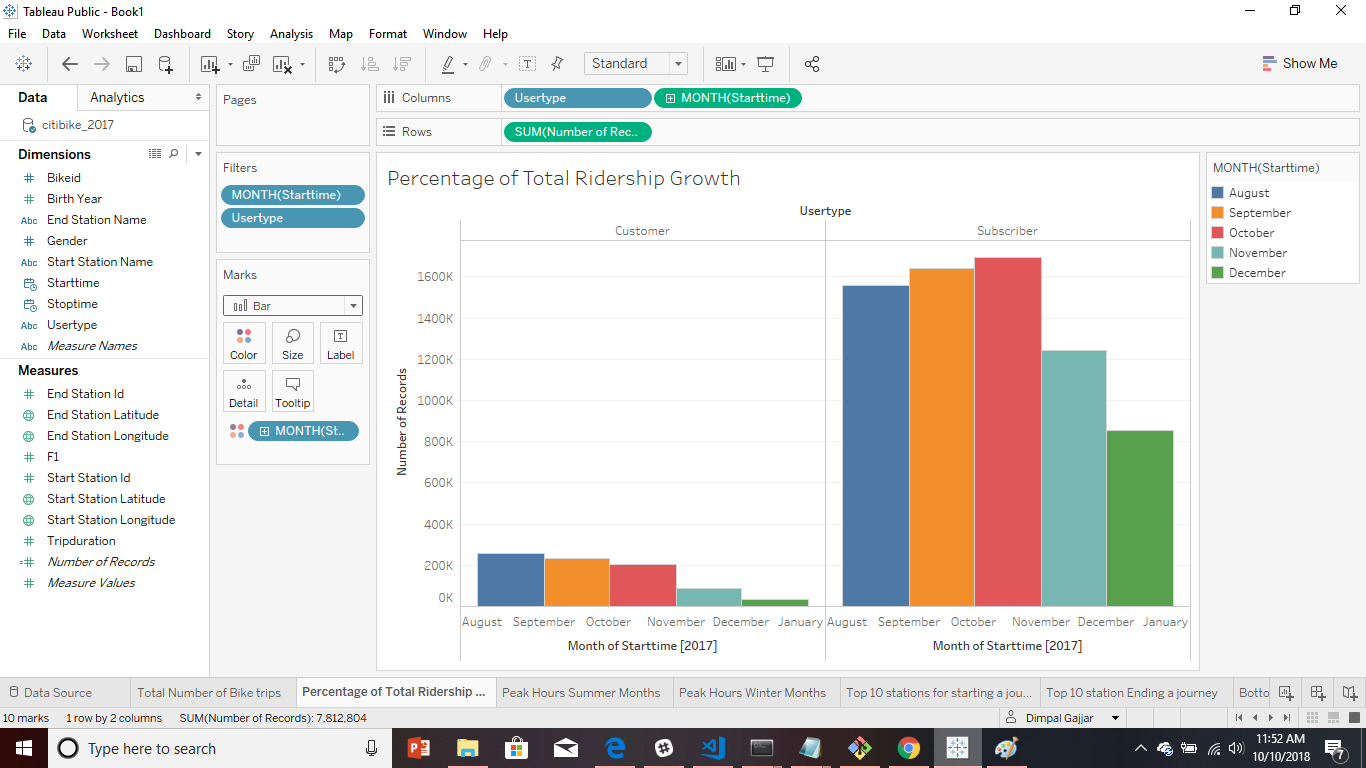 Tableau Public - Book1
File Data Worksheet Dashboard Story Analysis Map Format Window Help
Standard
Show Me
Data Analytics
citibike_2017
Dimensions
Bikeid
Birth Year
Abc End Station Name
Gender
Abc Start Station Name
Starttime
Stoptime
Abc Usertype
Abc Measure Names
Measures
End Station Id
End Station Latitude
End Station Longitude
F1
Start Station Id
Start Station Latitude
Start Station Longitude
Tripduration
Number of Records
Measure Values
Pages
Filters
MONTH(Starttime)
Usertype
Marks
Bar
Color Size Label
Detail Tooltip
MONTH(St..
Columns Usertype MONTH(Starttime)
Rows SUM(Number of Rec..
Percentage of Total Ridership Growth
Usertype
Customer Subscriber
Number of Records
1600K
1400K
1200K
1000K
800K
600K
400K
200K
0K
August September October November December January August September October November December January
Month of Starttime [2017] Month of Starttime [2017]
MONTH(Starttime)
August
September
October
November
December
Data Source Total Number of Bike trips Percentage of Total Ridership ... Peak Hours Summer Months Peak Hours Winter Months Top 10 stations for starting a jou... Top 10 station Ending a journey Botto
10 marks 1 row by 2 columns SUM(Number of Records): 7,812,804 Dimpal Gajjar
Type here to search
11:52 AM
10/10/2018
7